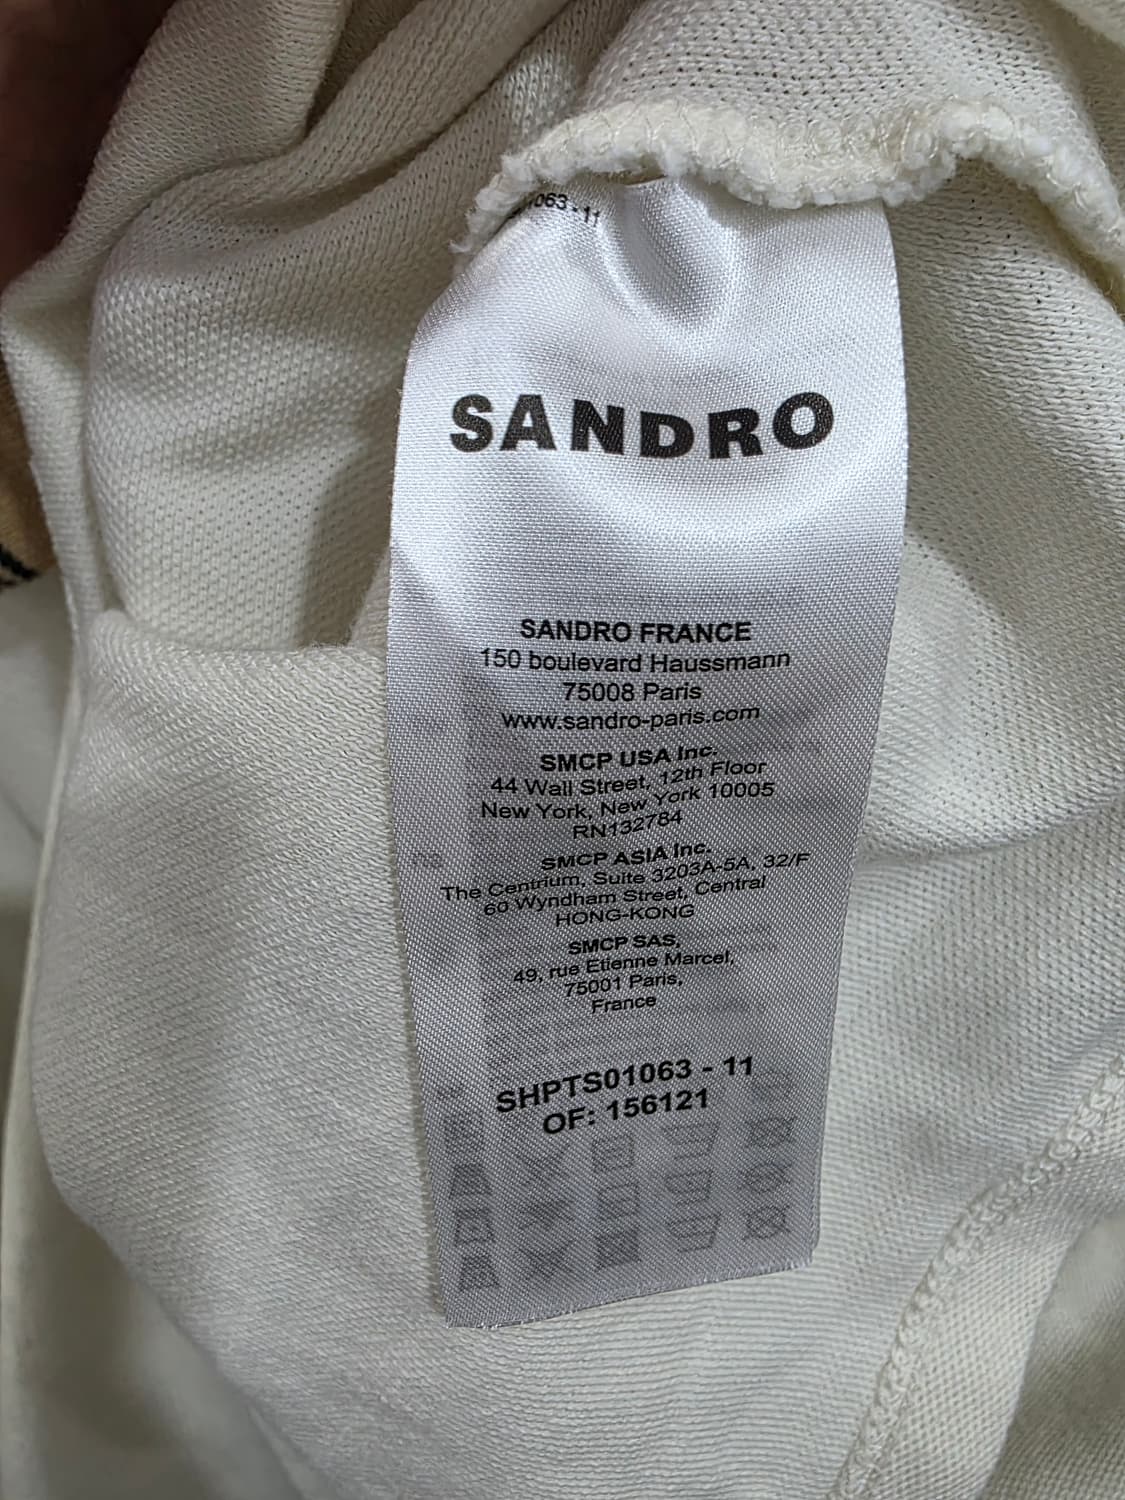 063 - 11
SANDRO
SANDRO FRANCE
150 boulevard Haussmann
75008 Paris
www.sandro-paris.com
SMCP USA Inc.
44 Wall Street, 12th Floor
New York, New York 10005
RN132784
SMCP ASIA Inc.
The Centrium, Suite 3203A-5A, 32/F
60 Wyndham Street, Central
HONG-KONG
SMCP SAS,
49, rue Etienne Marcel,
75001 Paris,
France
SHPTS01063 - 11
OF: 156121